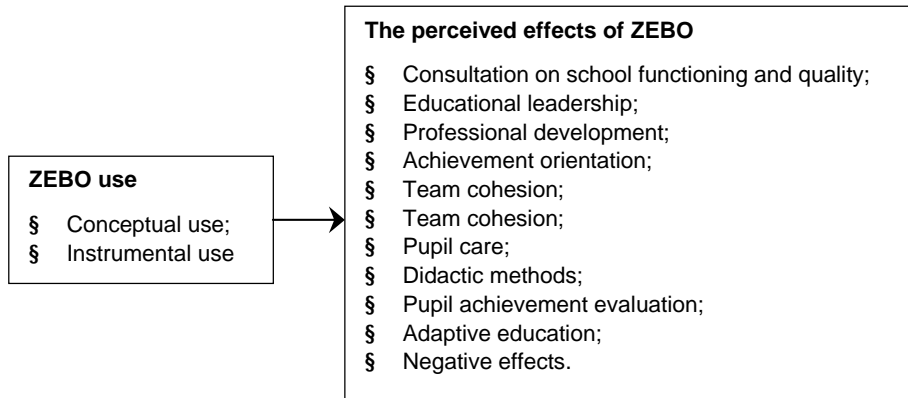 The perceived effects of ZEBO
§ Consultation on school functioning and quality;
§ Educational leadership;
§ Professional development;
§ Achievement orientation;
§ Team cohesion;
§ Team cohesion;
§ Pupil care;
§ Didactic methods;
§ Pupil achievement evaluation;
§ Adaptive education;
§ Negative effects.
ZEBO use
§ Conceptual use;
§ Instrumental use